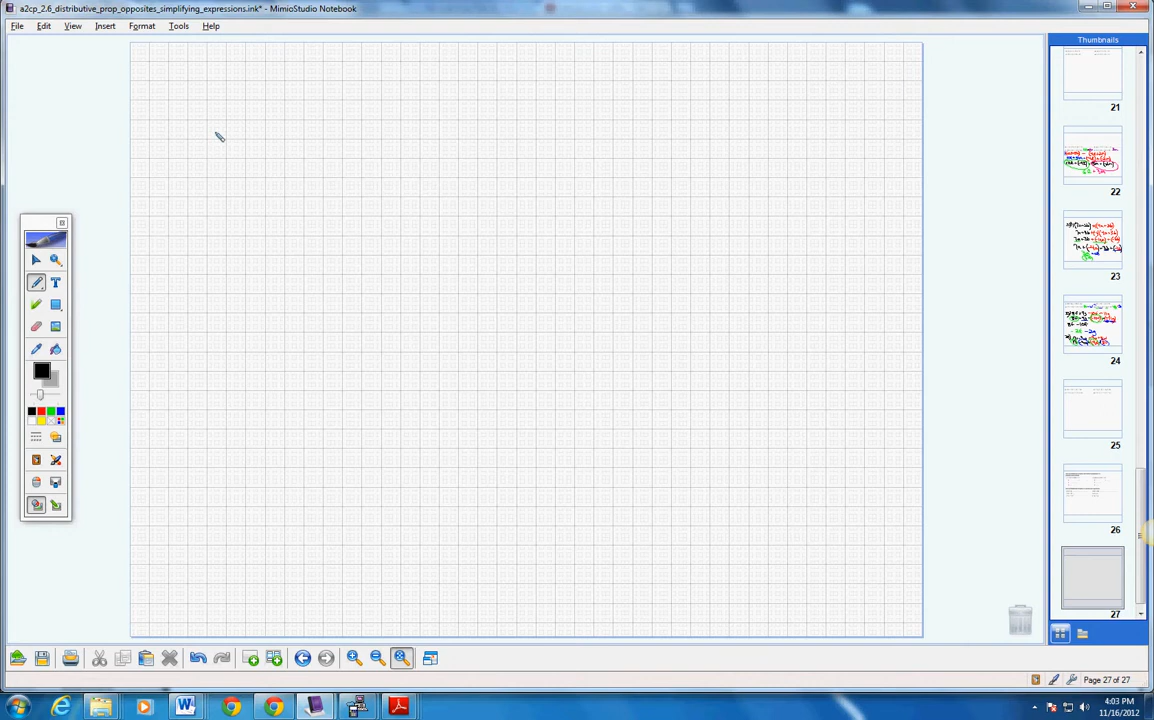 a2cp_2.6_distributive_prop_opposites_simplifying_expressions.ink* - MimioStudio Notebook
File Edit View Insert Format Tools Help
Thumbnails
21
22
23
24
25
26
27
Page 27 of 27
4:03 PM
11/16/2012